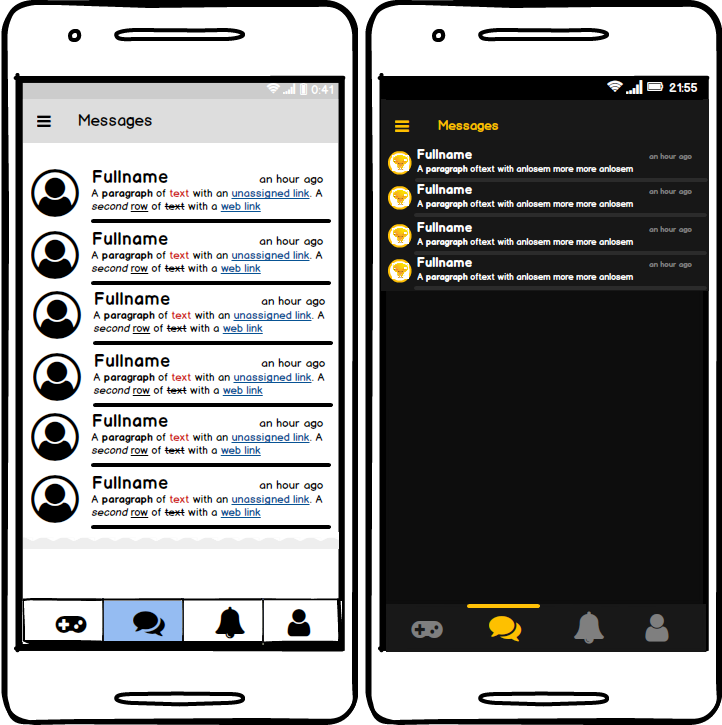 0:41
Messages
Fullname an hour ago
A paragraph of text with an unassigned link. A
second row of text with a web link
Fullname an hour ago
A paragraph of text with an unassigned link. A
second row of text with a web link
Fullname an hour ago
A paragraph of text with an unassigned link. A
second row of text with a web link
Fullname an hour ago
A paragraph of text with an unassigned link. A
second row of text with a web link
Fullname an hour ago
A paragraph of text with an unassigned link. A
second row of text with a web link
Fullname an hour ago
A paragraph of text with an unassigned link. A
second row of text with a web link
21:55
Messages
Fullname an hour ago
A paragraph oftext with anlosem more more anlosem
Fullname an hour ago
A paragraph oftext with anlosem more more anlosem
Fullname an hour ago
A paragraph oftext with anlosem more more anlosem
Fullname an hour ago
A paragraph oftext with anlosem more more anlosem